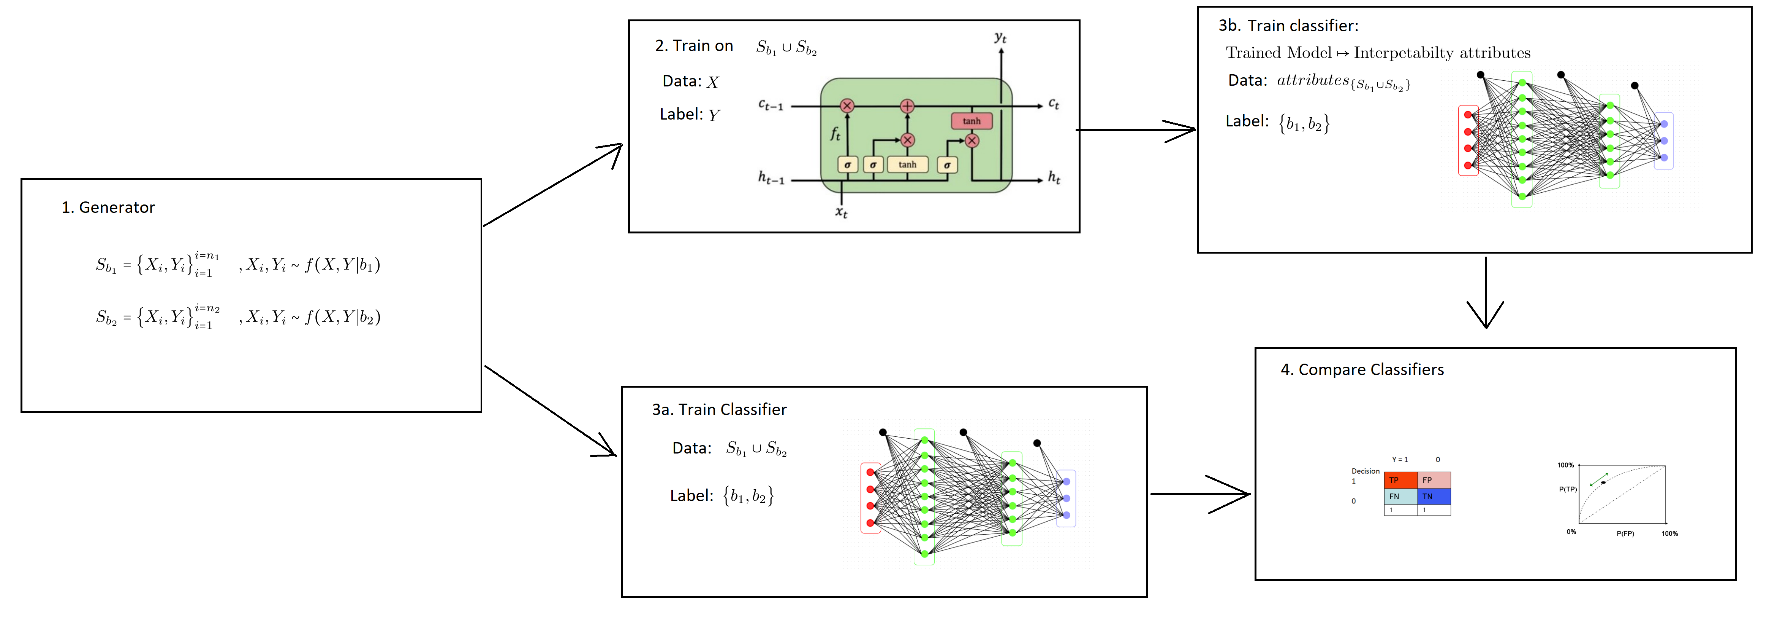 1. Generator
S_{b_1} = {X_i, Y_i}_{i=1}^{i=n_1} , X_i, Y_i ~ f(X, Y|b_1)
S_{b_2} = {X_i, Y_i}_{i=1}^{i=n_2} , X_i, Y_i ~ f(X, Y|b_2)
2. Train on S_{b_1} ∪ S_{b_2}
Data: X
Label: Y
y_t
c_{t−1}
c_t
tanh
f_t
σ σ tanh σ
h_{t−1}
h_t
x_t
3b. Train classifier:
Trained Model ↦ Interpetabilty attributes
Data: attributes_{{S_{b_1}∪S_{b_2}}}
Label: {b_1, b_2}
3a. Train Classifier
Data: S_{b_1} ∪ S_{b_2}
Label: {b_1, b_2}
4. Compare Classifiers
Y = 1 0
Decision
1 TP FP
0 FN TN
1 1
100%
P(TP)
0%
P(FP)
100%